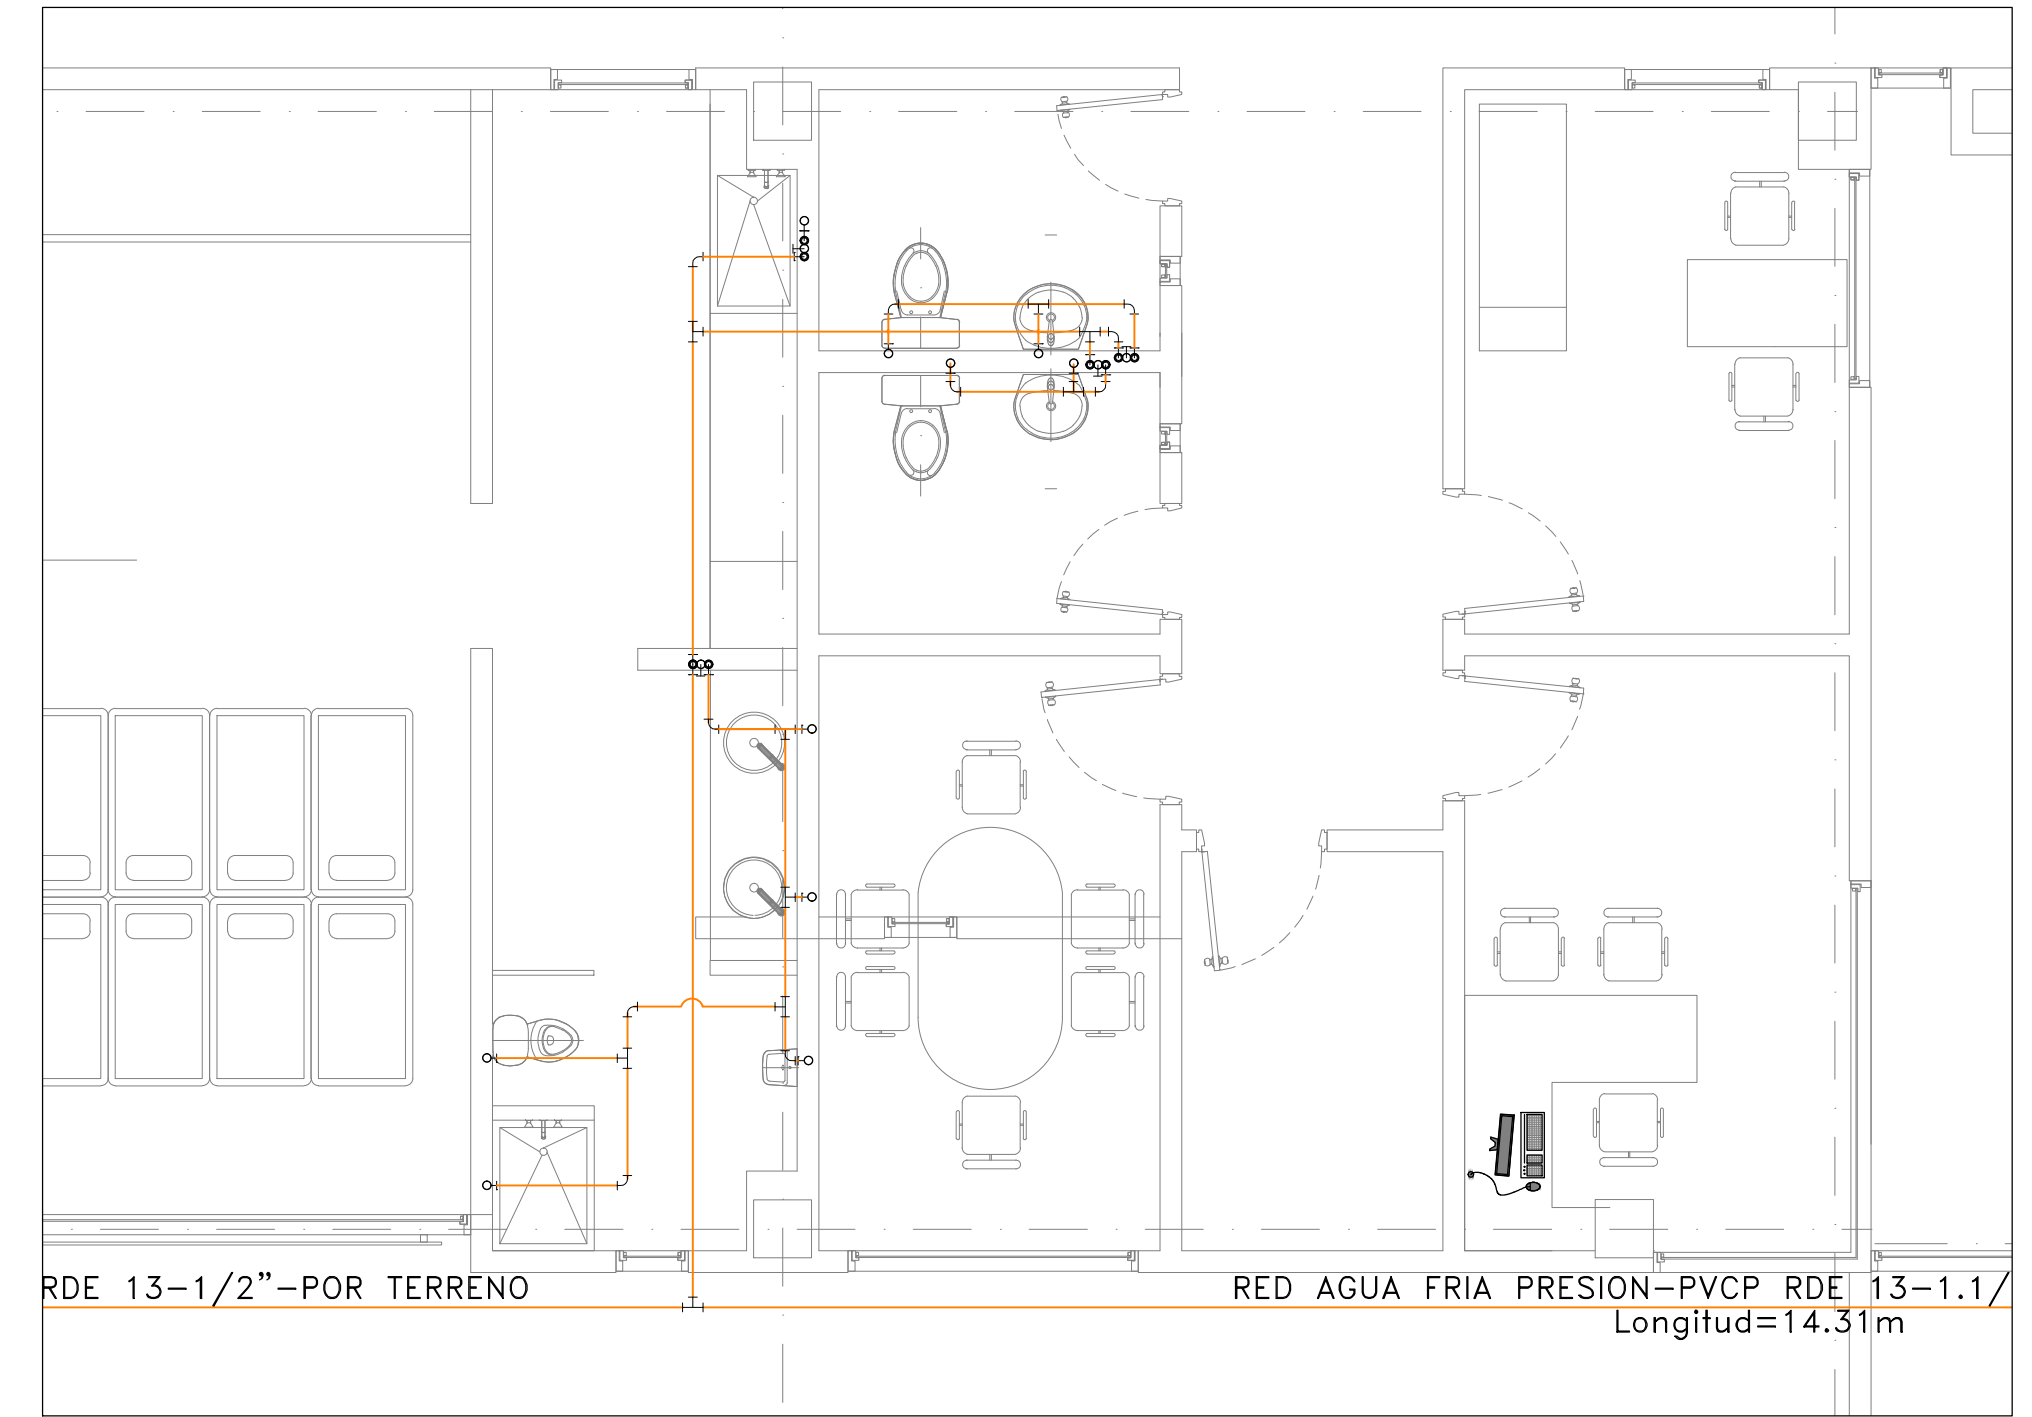 RDE 13-1/2”-POR TERRENO
RED AGUA FRIA PRESION-PVCP RDE 13-1.1/
Longitud=14.31m